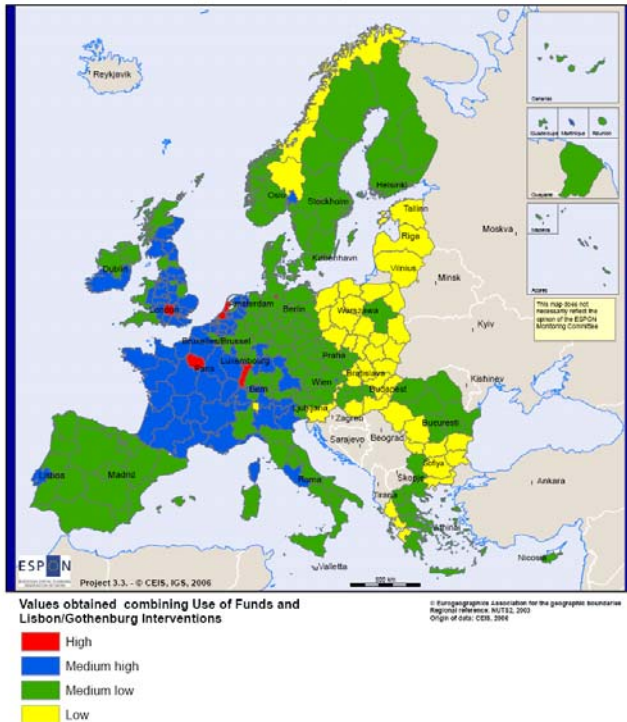 Reykjavik
Canarias
Guadeloupe
Martinique
Réunion
Guayane
Madeira
Azores
This map does not
necessarily reflect the
opinion of the ESPON
Monitoring Committee
Oslo
Helsinki
Stockholm
Tallinn
Riga
Moskva
Vilnius
København
Minsk
Dublin
London
Amsterdam
Berlin
Warszawa
Kyiv
Bruxelles/Brussel
Luxembourg
Praha
Paris
Bratislava
Wien
Budapest
Kishinev
Bern
Ljubljana
Zagreb
Bucuresti
Beograd
Sarajevo
Sofiya
Skopje
Lisboa
Madrid
Roma
Tirana
Ankara
Athinai
Valletta
Nicosia
ESPON
Project 3.3. - © CEIS, IGS, 2006
500 km
Values obtained combining Use of Funds and
Lisbon/Gothenburg Interventions
© Eurogeographics Association for the geographic boundaries
Regional reference: NUTS2, 2003
Origin of data: CEIS, 2006
High
Medium high
Medium low
Low